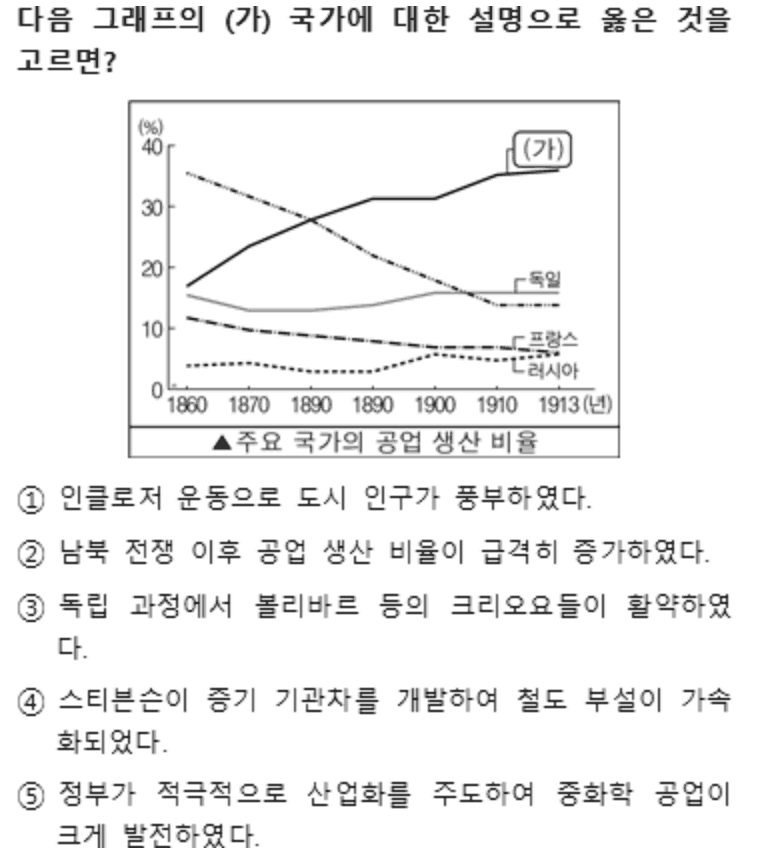 다음 그래프의 (가) 국가에 대한 설명으로 옳은 것을
고르면?
(%)
40
(가)
30
20
독일
10
프랑스
러시아
0
1860 1870 1890 1890 1900 1910 1913(년)
▲주요 국가의 공업 생산 비율
① 인클로저 운동으로 도시 인구가 풍부하였다.
② 남북 전쟁 이후 공업 생산 비율이 급격히 증가하였다.
③ 독립 과정에서 볼리바르 등의 크리오요들이 활약하였
다.
④ 스티븐슨이 증기 기관차를 개발하여 철도 부설이 가속
화되었다.
⑤ 정부가 적극적으로 산업화를 주도하여 중화학 공업이
크게 발전하였다.